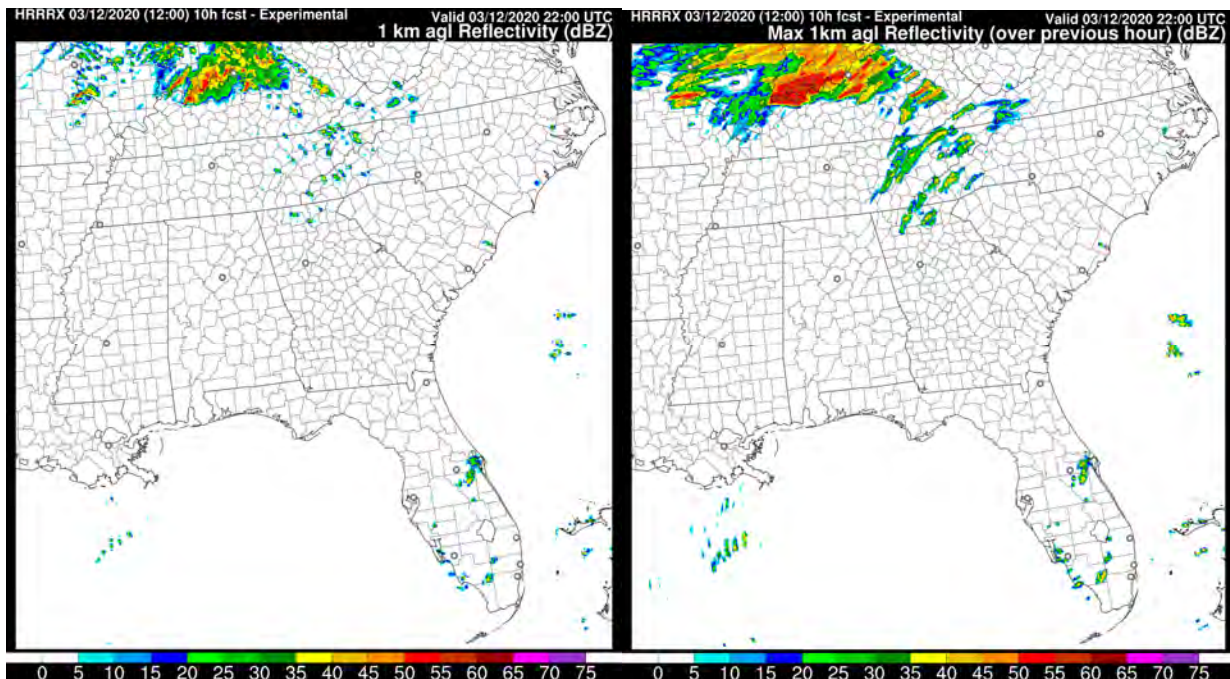 HRRRX 03/12/2020 (12:00) 10h fcst - Experimental Valid 03/12/2020 22:00 UTC
1 km agl Reflectivity (dBZ)
0 5 10 15 20 25 30 35 40 45 50 55 60 65 70 75
HRRRX 03/12/2020 (12:00) 10h fcst - Experimental Valid 03/12/2020 22:00 UTC
Max 1km agl Reflectivity (over previous hour) (dBZ)
0 5 10 15 20 25 30 35 40 45 50 55 60 65 70 75